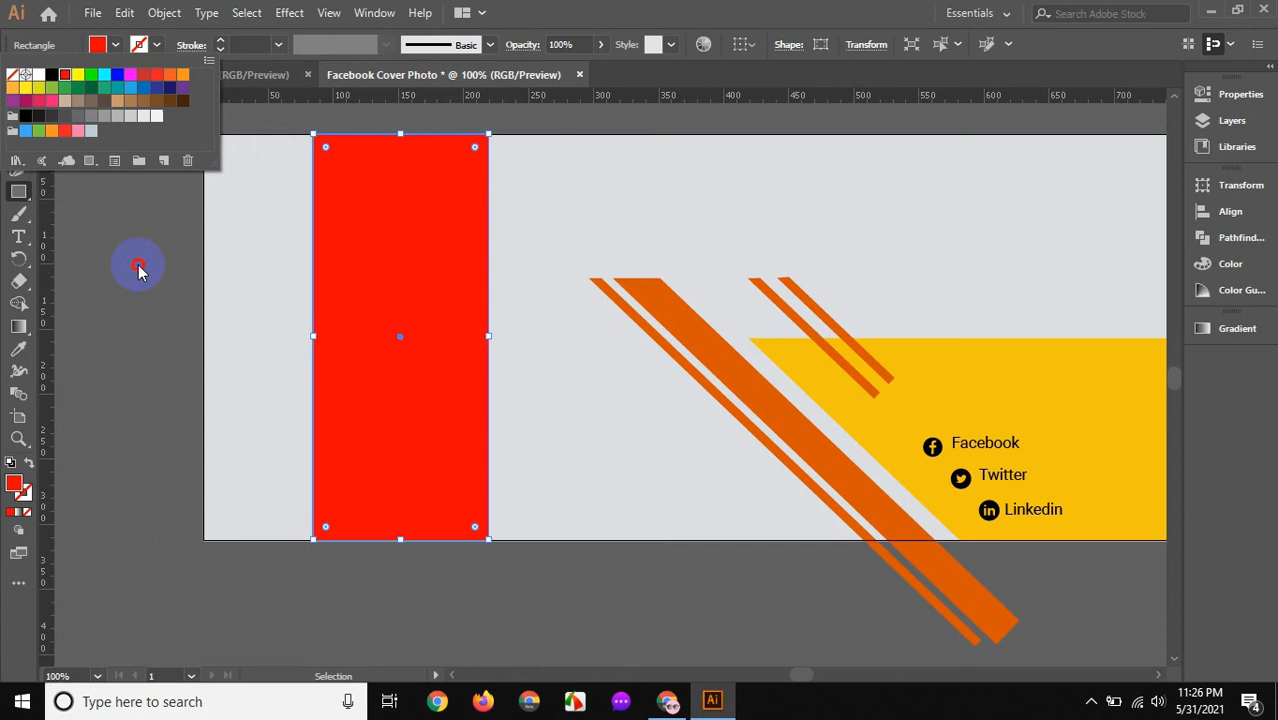 Ai File Edit Object Type Select Effect View Window Help Essentials Search Adobe Stock
Rectangle Stroke: Basic Opacity: 100% Style: Shape: Transform
(RGB/Preview) × Facebook Cover Photo * @ 100% (RGB/Preview) ×
50 100 150 200 250 300 350 400 450 500 550 600 650 700
Properties
Layers
Libraries
Transform
Align
Pathfind...
Color
Color Gu...
Gradient
Facebook
Twitter
in Linkedin
100% 1 Selection
Type here to search
11:26 PM
5/31/2021
4